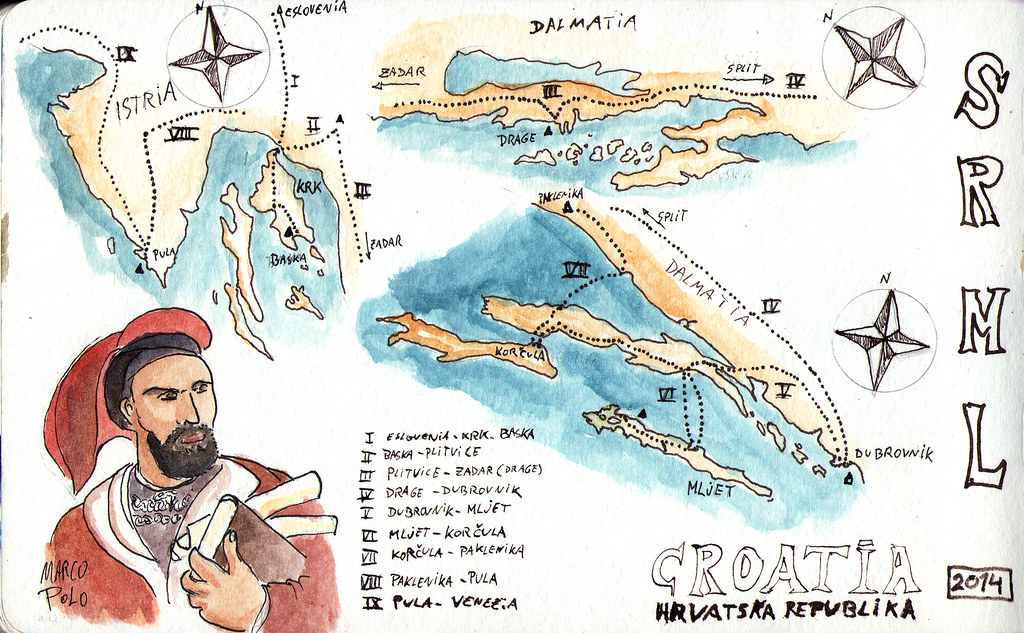 N
ESLOVENIA
IX
ISTRIA
I
VIII
II
KRK
III
PULA
BASKA
ZADAR
DALMATIA
N
ZADAR
SPLIT
III
IV
DRAGE
PAKLENIKA
SPLIT
VII
DALMATIA
IV
N
KORČULA
VI
V
DUBROVNIK
MLJET
MARCO
POLO
I ESLOVENIA - KRK - BASKA
II BASKA - PLITVICE
III PLITVICE - ZADAR (DRAGE)
IV DRAGE - DUBROVNIK
V DUBROVNIK - MLJET
VI MLJET - KORČULA
VII KORČULA - PAKLENIKA
VIII PAKLENIKA - PULA
IX PULA - VENECIA
CROATIA
HRVATSKA REPUBLIKA
SRML
2014